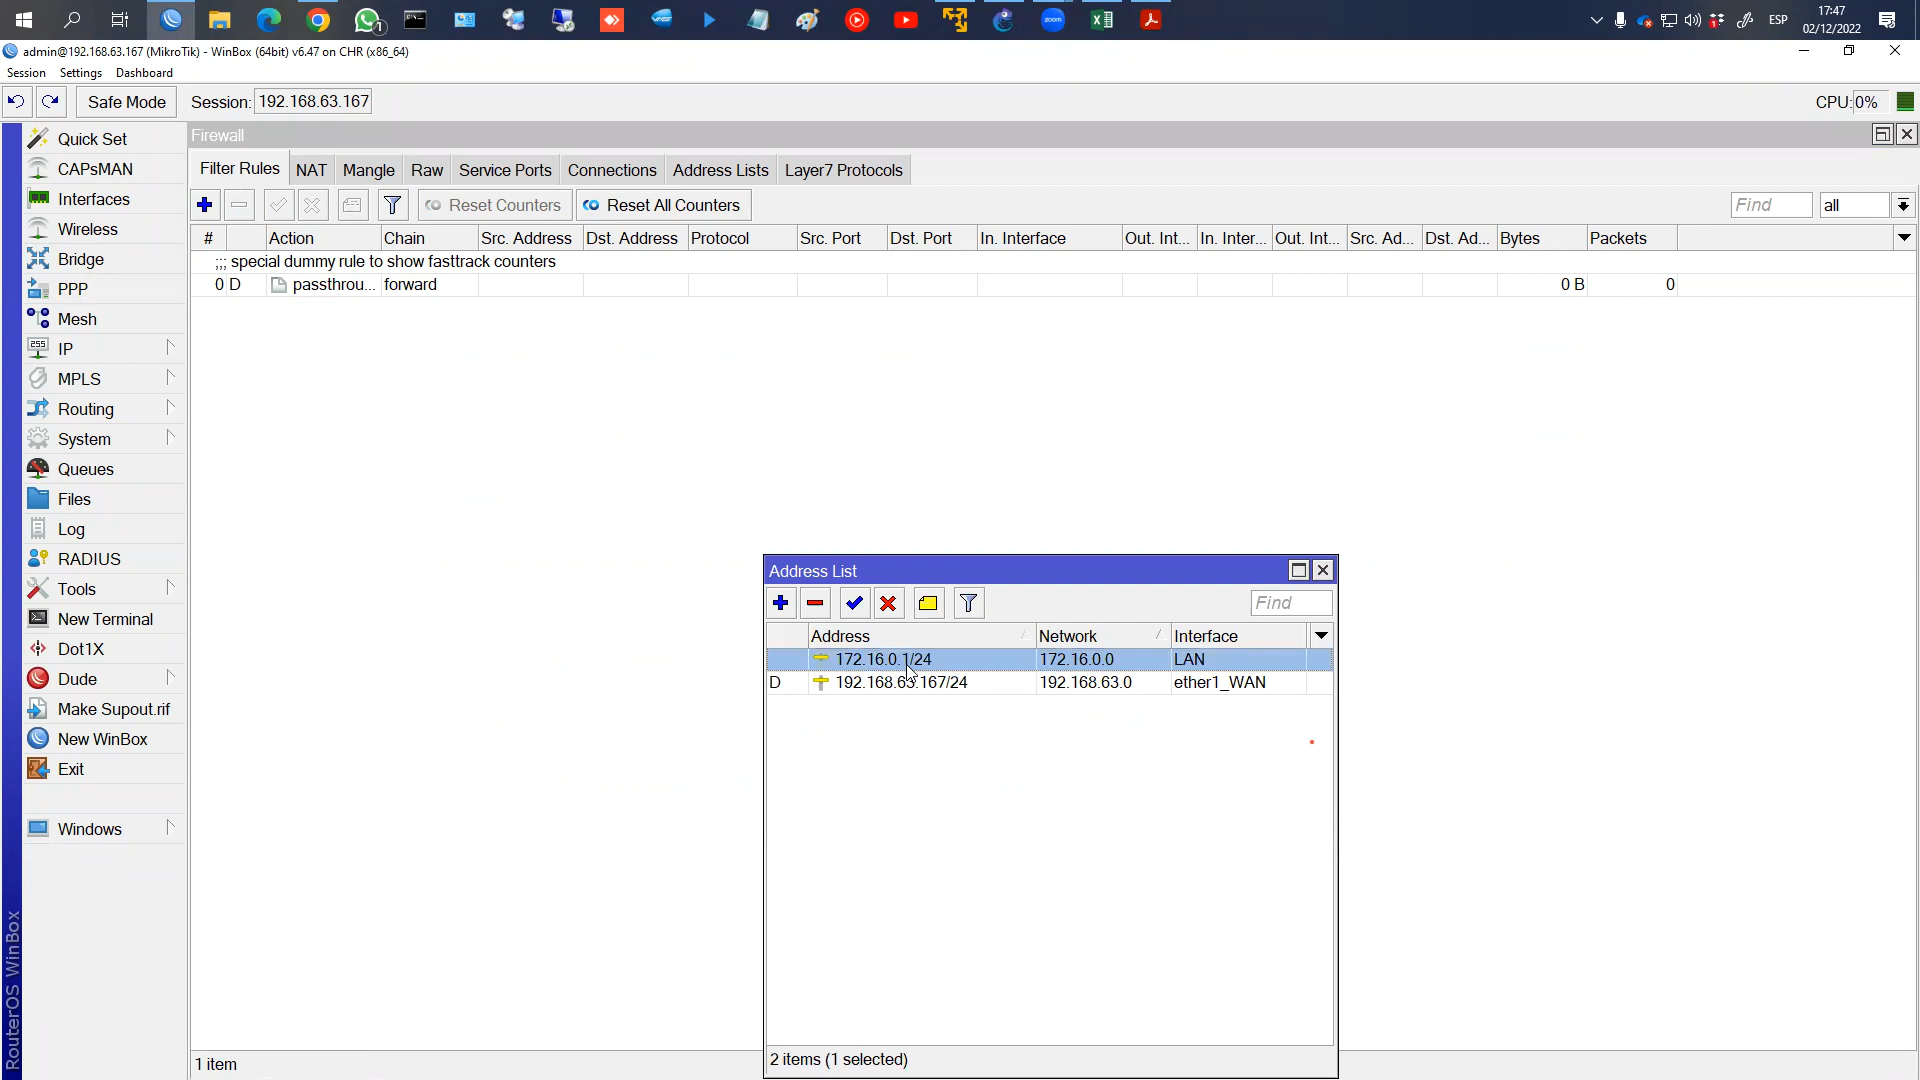 ESP
17:47
02/12/2022
admin@192.168.63.167 (MikroTik) - WinBox (64bit) v6.47 on CHR (x86_64)
Session Settings Dashboard
Safe Mode Session: 192.168.63.167 CPU: 0%
Quick Set
CAPsMAN
Interfaces
Wireless
Bridge
PPP
Mesh
IP
MPLS
Routing
System
Queues
Files
Log
RADIUS
Tools
New Terminal
Dot1X
Dude
Make Supout.rif
New WinBox
Exit
Windows
RouterOS WinBox
Firewall
Filter Rules NAT Mangle Raw Service Ports Connections Address Lists Layer7 Protocols
Reset Counters Reset All Counters Find all
# Action Chain Src. Address Dst. Address Protocol Src. Port Dst. Port In. Interface Out. Int... In. Inter... Out. Int... Src. Ad... Dst. Ad... Bytes Packets
;;; special dummy rule to show fasttrack counters
0 D passthrou... forward 0 B 0
1 item
Address List
Find
Address Network Interface
172.16.0.1/24 172.16.0.0 LAN
D 192.168.63.167/24 192.168.63.0 ether1_WAN
2 items (1 selected)